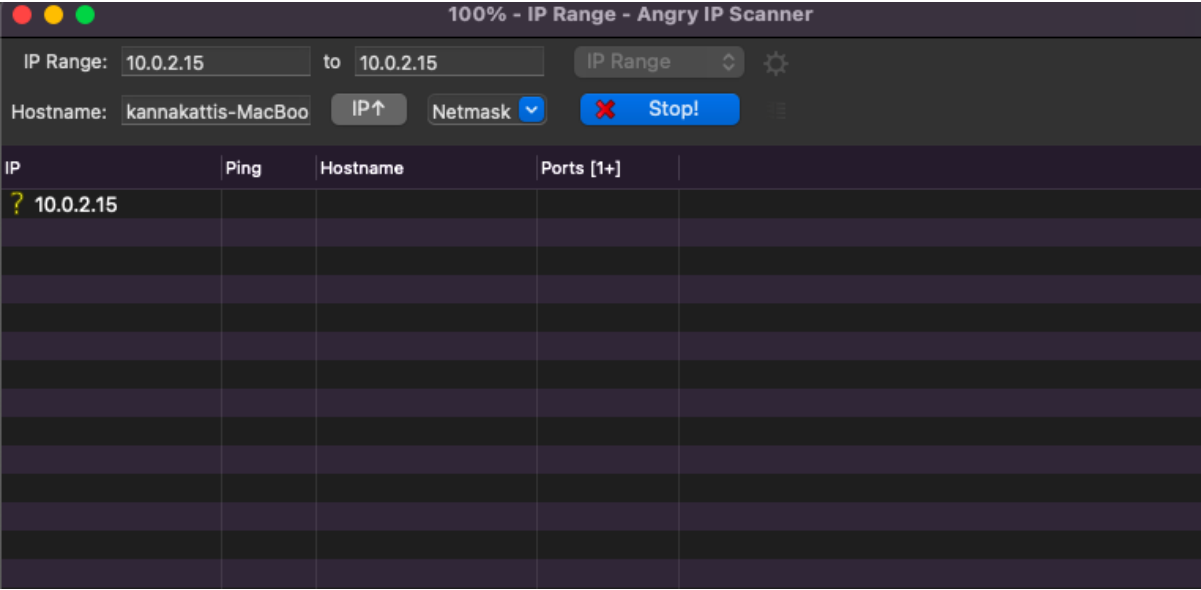 100% - IP Range - Angry IP Scanner
IP Range: 10.0.2.15 to 10.0.2.15 IP Range
Hostname: kannakattis-MacBoo IP↑ Netmask Stop!
IP Ping Hostname Ports [1+]
? 10.0.2.15